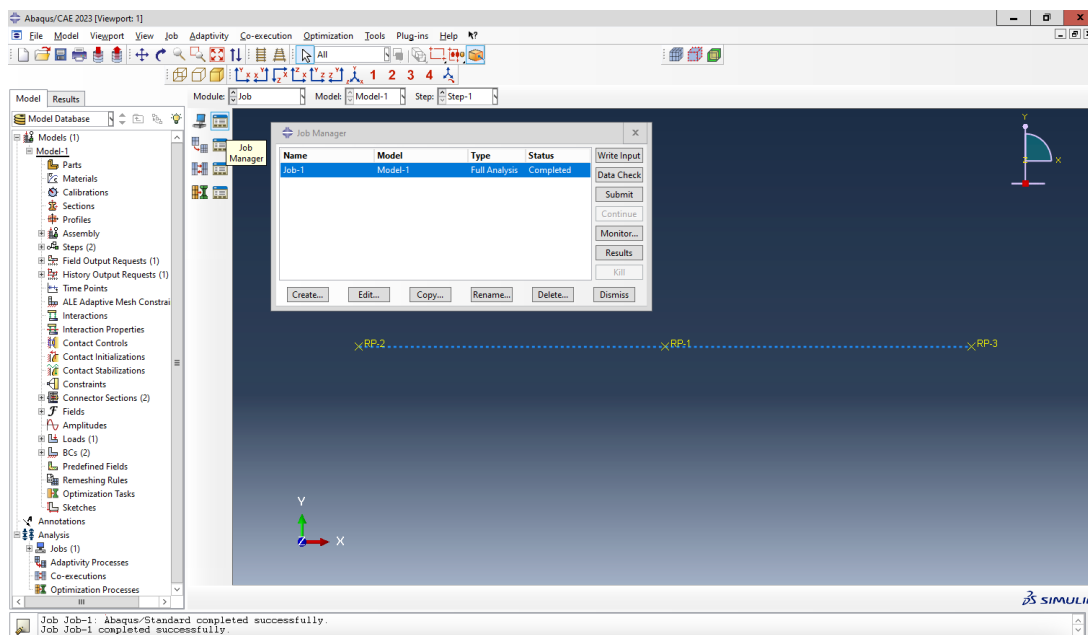 Abaqus/CAE 2023 [Viewport: 1]
File Model Viewport View Job Adaptivity Co-execution Optimization Tools Plug-ins Help
All
1 2 3 4
Model Results
Module: Job Model: Model-1 Step: Step-1
Model Database
Models (1)
Model-1
Parts
Materials
Calibrations
Sections
Profiles
Assembly
Steps (2)
Field Output Requests (1)
History Output Requests (1)
Time Points
ALE Adaptive Mesh Constrai
Interactions
Interaction Properties
Contact Controls
Contact Initializations
Contact Stabilizations
Constraints
Connector Sections (2)
Fields
Amplitudes
Loads (1)
BCs (2)
Predefined Fields
Remeshing Rules
Optimization Tasks
Sketches
Annotations
Analysis
Jobs (1)
Adaptivity Processes
Co-executions
Optimization Processes
Job
Manager
Job Manager
Name Model Type Status
Job-1 Model-1 Full Analysis Completed
Write Input
Data Check
Submit
Continue
Monitor...
Results
Kill
Create... Edit... Copy... Rename... Delete... Dismiss
Y
X
Z
RP-2 RP-1 RP-3
Y
Z X
SIMULI
Job Job-1: Abaqus/Standard completed successfully.
Job Job-1 completed successfully.